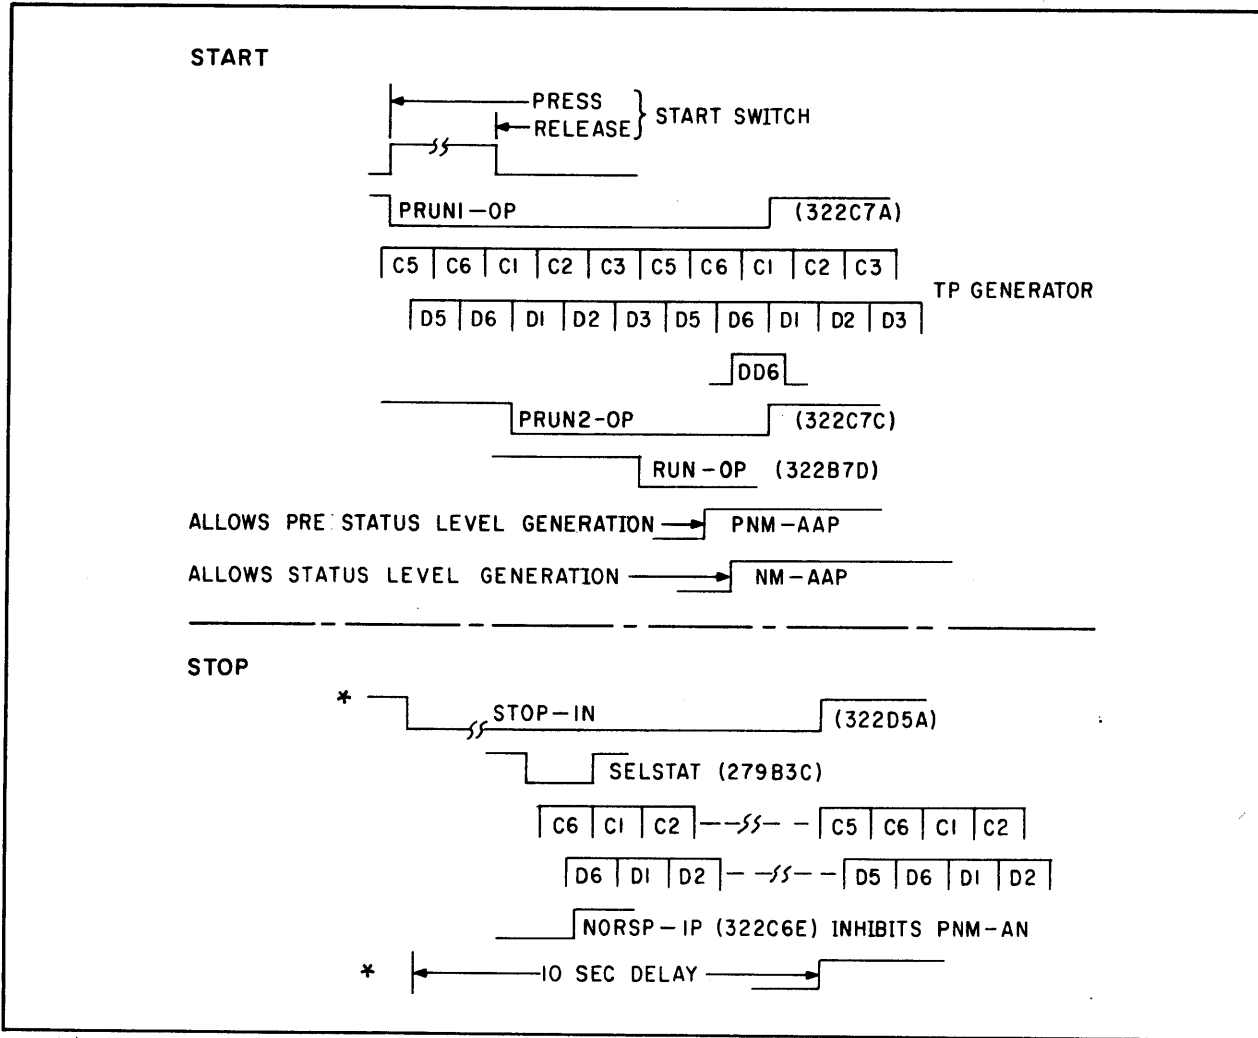 START
PRESS
RELEASE
START SWITCH
PRUN1-OP (322C7A)
C5 C6 C1 C2 C3 C5 C6 C1 C2 C3
TP GENERATOR
D5 D6 D1 D2 D3 D5 D6 D1 D2 D3
DD6
PRUN2-OP (322C7C)
RUN-OP (322B7D)
ALLOWS PRE STATUS LEVEL GENERATION PNM-AAP
ALLOWS STATUS LEVEL GENERATION NM-AAP
STOP
* STOP-IN (322D5A)
SELSTAT (279B3C)
C6 C1 C2 C5 C6 C1 C2
D6 D1 D2 D5 D6 D1 D2
NORSP-IP (322C6E) INHIBITS PNM-AN
* 10 SEC DELAY